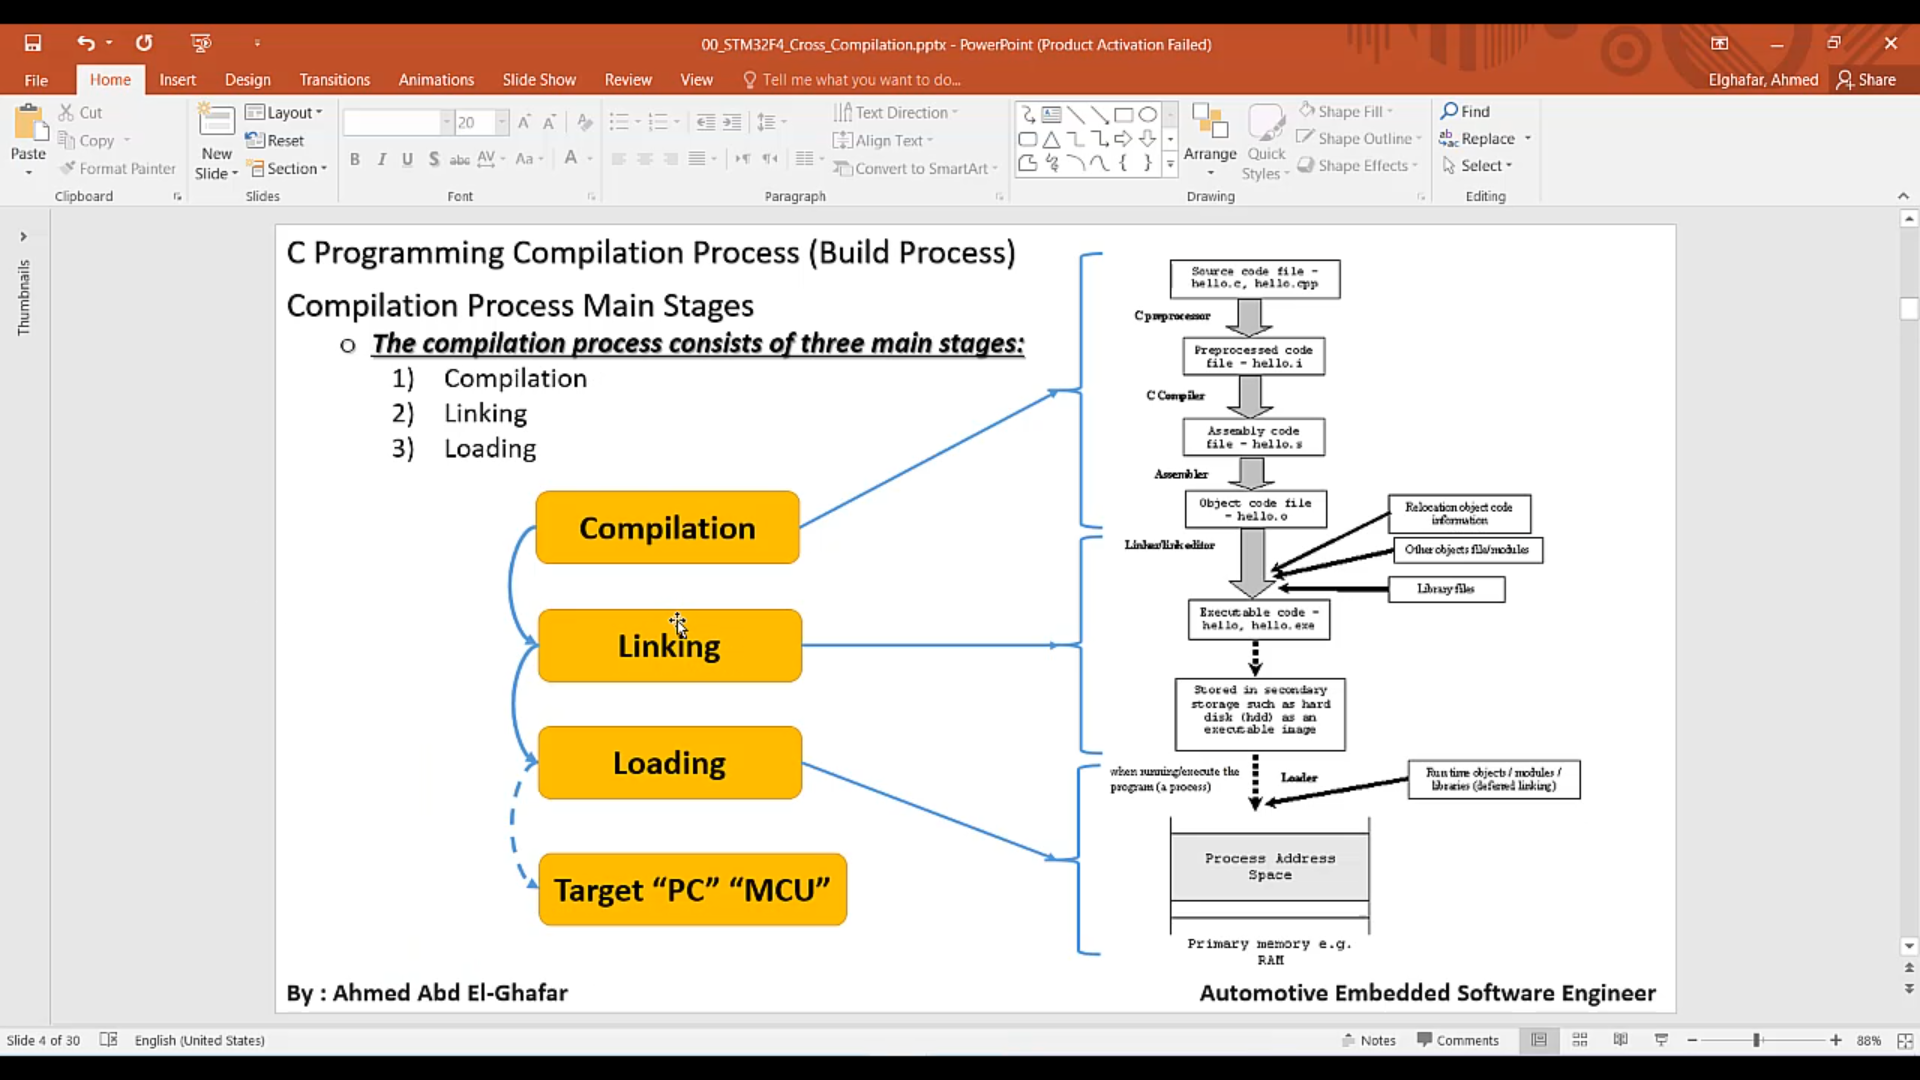 00_STM32F4_Cross_Compilation.pptx - PowerPoint (Product Activation Failed)
File
Home
Insert
Design
Transitions
Animations
Slide Show
Review
View
Tell me what you want to do...
Elghafar, Ahmed
Share
Paste
Cut
Copy
Format Painter
Clipboard
New
Slide
Layout
Reset
Section
Slides
20
Font
Paragraph
Text Direction
Align Text
Convert to SmartArt
Arrange
Quick
Styles
Shape Fill
Shape Outline
Shape Effects
Drawing
Find
Replace
Select
Editing
Thumbnails
C Programming Compilation Process (Build Process)
Compilation Process Main Stages
o The compilation process consists of three main stages:
1) Compilation
2) Linking
3) Loading
Compilation
Linking
Loading
Target “PC” “MCU”
Source code file -
hello.c, hello.cpp
C preprocessor
Preprocessed code
file - hello.i
C Compiler
Assembly code
file - hello.s
Assembler
Object code file
- hello.o
Linker/link editor
Relocation object code
information
Other objects file/modules
Library files
Executable code -
hello, hello.exe
Stored in secondary
storage such as hard
disk (hdd) as an
executable image
when running/execute the
program (a process)
Loader
Run time objects / modules /
libraries (deferred linking)
Process Address
Space
Primary memory e.g.
RAM
By : Ahmed Abd El-Ghafar
Automotive Embedded Software Engineer
Slide 4 of 30
English (United States)
Notes
Comments
88%